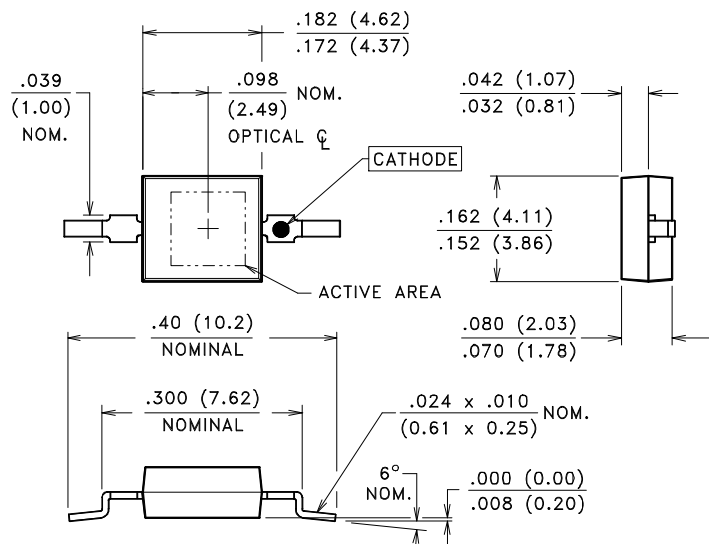 .182 (4.62)
.172 (4.37)
.039
(1.00)
NOM.
.098
(2.49)
NOM.
OPTICAL ℄
CATHODE
.042 (1.07)
.032 (0.81)
.162 (4.11)
.152 (3.86)
ACTIVE AREA
.40 (10.2)
NOMINAL
.080 (2.03)
.070 (1.78)
.300 (7.62)
NOMINAL
.024 x .010
(0.61 x 0.25)
NOM.
6°
NOM.
.000 (0.00)
.008 (0.20)